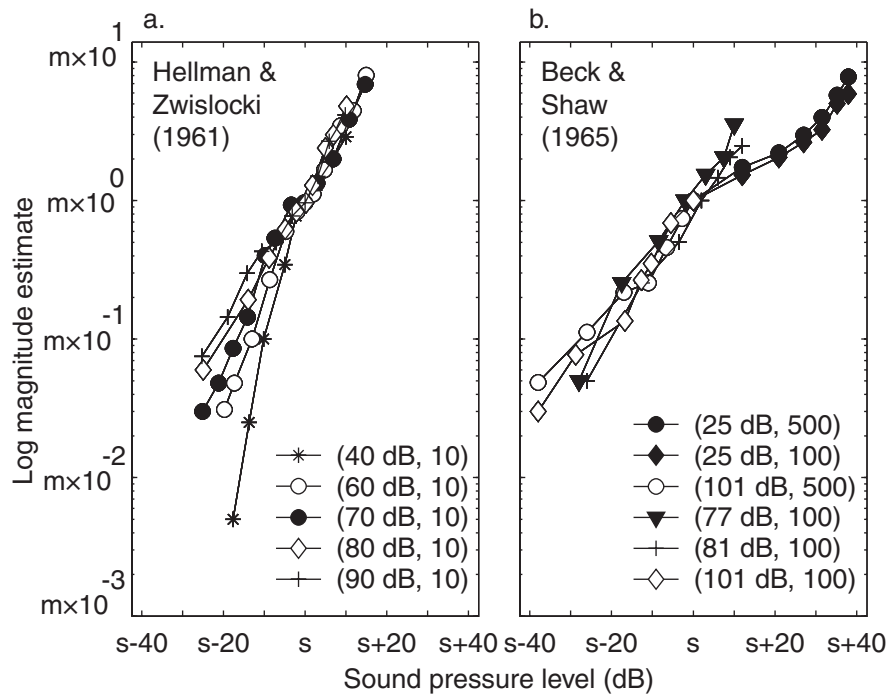 a.
b.
Hellman &
Zwislocki
(1961)
Beck &
Shaw
(1965)
Log magnitude estimate
m×10 1
m×10 0
m×10 -1
m×10 -2
m×10 -3
(40 dB, 10)
(60 dB, 10)
(70 dB, 10)
(80 dB, 10)
(90 dB, 10)
(25 dB, 500)
(25 dB, 100)
(101 dB, 500)
(77 dB, 100)
(81 dB, 100)
(101 dB, 100)
s-40 s-20 s s+20 s+40
s-40 s-20 s s+20 s+40
Sound pressure level (dB)